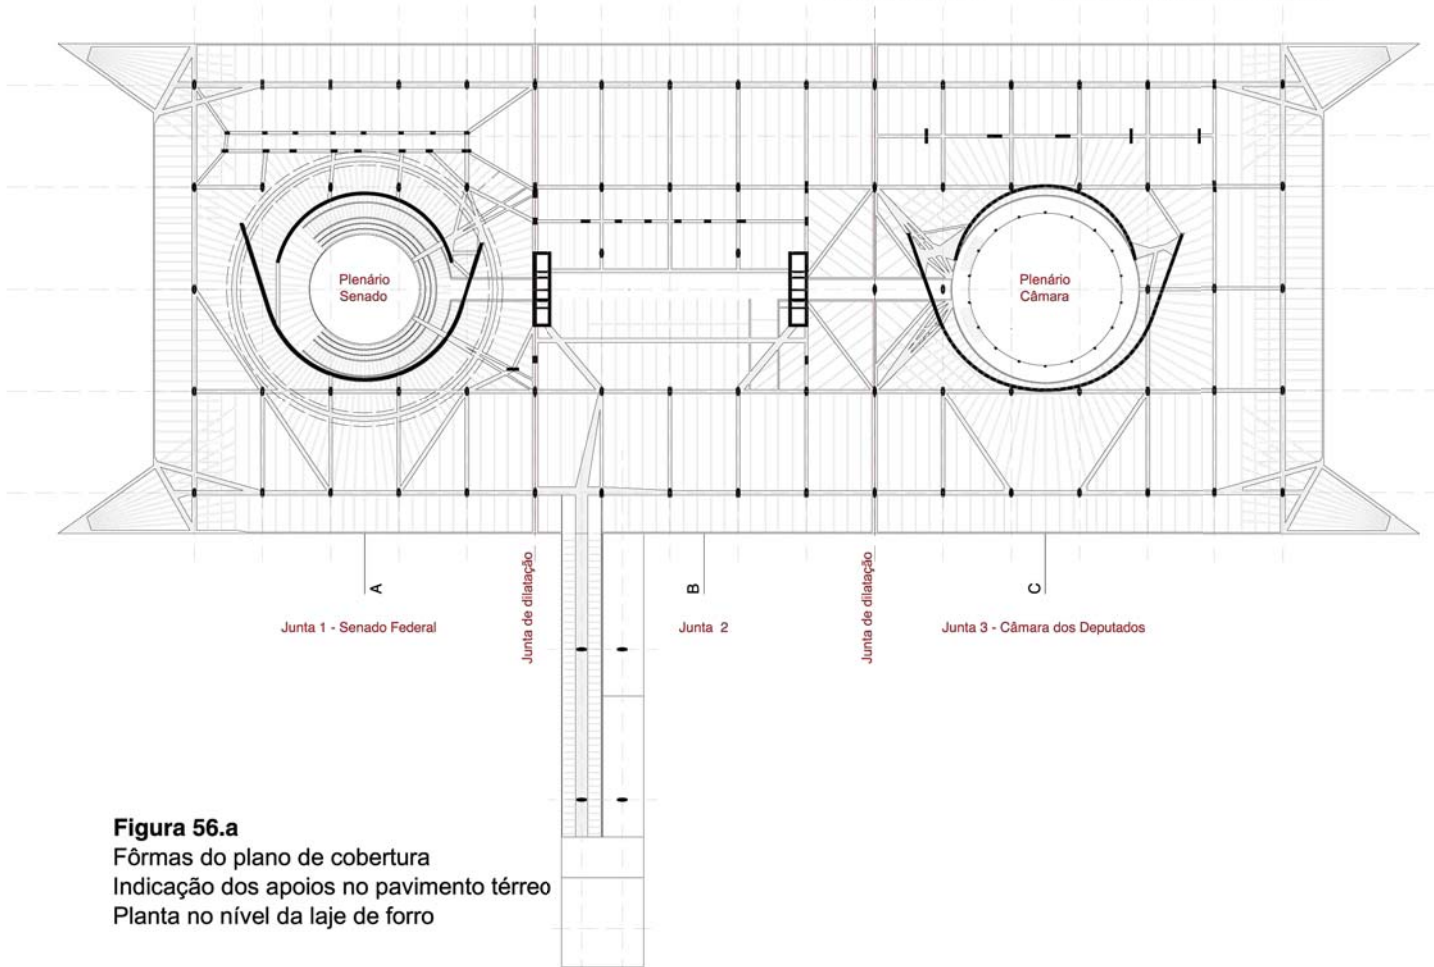 Plenário
Senado
Plenário
Câmara
A
B
C
Junta de dilatação
Junta de dilatação
Junta 1 - Senado Federal
Junta 2
Junta 3 - Câmara dos Deputados
Figura 56.a
Fôrmas do plano de cobertura
Indicação dos apoios no pavimento térreo
Planta no nível da laje de forro